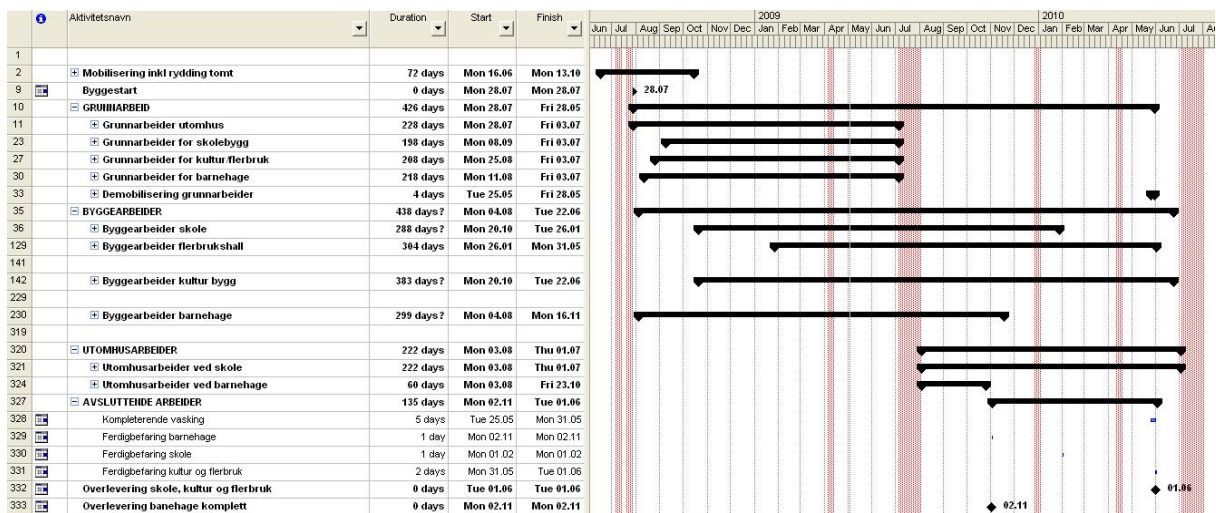 Aktivitetsnavn Duration Start Finish 2009 2010
Jun Jul Aug Sep Oct Nov Dec Jan Feb Mar Apr May Jun Jul Aug Sep Oct Nov Dec Jan Feb Mar Apr May Jun Jul Au
1
2 Mobilisering inkl rydding tomt 72 days Mon 16.06 Mon 13.10
9 Byggestart 0 days Mon 28.07 Mon 28.07 28.07
10 GRUNNARBEID 426 days Mon 28.07 Fri 28.05
11 Grunnarbeider utomhus 228 days Mon 28.07 Fri 03.07
23 Grunnarbeider for skolebygg 198 days Mon 08.09 Fri 03.07
27 Grunnarbeider for kultur/flerbruk 208 days Mon 25.08 Fri 03.07
30 Grunnarbeider for barnehage 218 days Mon 11.08 Fri 03.07
33 Demobilisering grunnarbeider 4 days Tue 25.05 Fri 28.05
35 BYGGEARBEIDER 438 days? Mon 04.08 Tue 22.06
36 Byggearbeider skole 288 days? Mon 20.10 Tue 26.01
129 Byggearbeider flerbrukshall 304 days Mon 26.01 Mon 31.05
141
142 Byggearbeider kultur bygg 383 days? Mon 20.10 Tue 22.06
229
230 Byggearbeider barnehage 299 days? Mon 04.08 Mon 16.11
319
320 UTOMHUSARBEIDER 222 days Mon 03.08 Thu 01.07
321 Utomhusarbeider ved skole 222 days Mon 03.08 Thu 01.07
324 Utomhusarbeider ved barnehage 60 days Mon 03.08 Fri 23.10
327 AVSLUTTENDE ARBEIDER 135 days Mon 02.11 Tue 01.06
328 Kompleterende vasking 5 days Tue 25.05 Mon 31.05
329 Ferdigbefaring barnehage 1 day Mon 02.11 Mon 02.11
330 Ferdigbefaring skole 1 day Mon 01.02 Mon 01.02
331 Ferdigbefaring kultur og flerbruk 2 days Mon 31.05 Tue 01.06
332 Overlevering skole, kultur og flerbruk 0 days Tue 01.06 Tue 01.06 01.06
333 Overlevering banehage komplett 0 days Mon 02.11 Mon 02.11 02.11